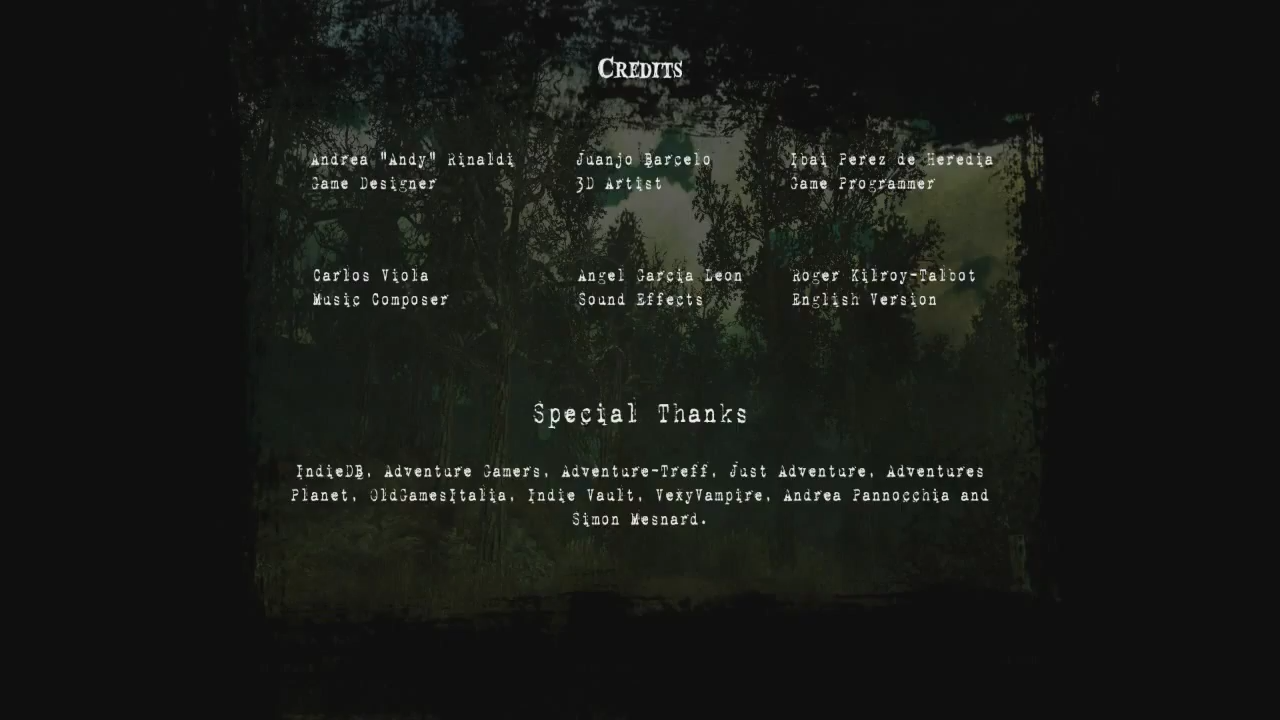 Credits
Andrea "Andy" Rinaldi
Game Designer
Juanjo Barcelo
3D Artist
Ibai Perez de Heredia
Game Programmer
Carlos Viola
Music Composer
Angel Garcia Leon
Sound Effects
Roger Kilroy-Talbot
English Version
Special Thanks
IndieDB, Adventure Gamers, Adventure-Treff, Just Adventure, Adventures
Planet, OldGamesItalia, Indie Vault, VexyVampire, Andrea Pannocchia and
Simon Mesnard.